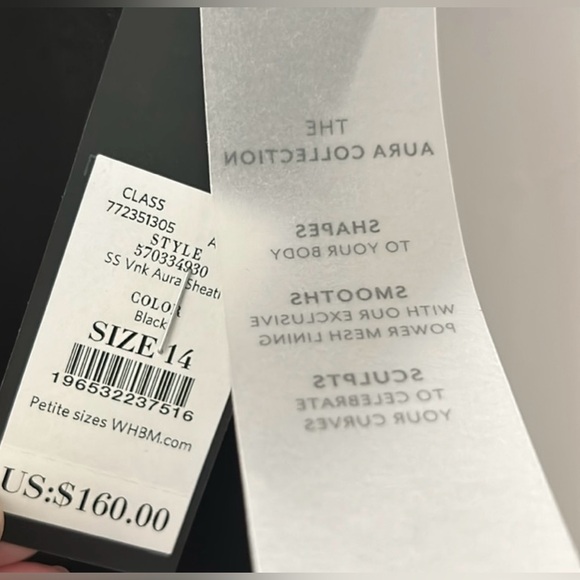 CLASS
772351305 A
STYLE
570334930
SS Vnk Aura Sheath
COLOR
Black
SIZE 14
196532237516
Petite sizes WHBM.com
US:$160.00
THE
AURA COLLECTION
SHAPES
TO YOUR BODY
SMOOTHS
WITH OUR EXCLUSIVE
POWER MESH LINING
SCULPTS
TO CELEBRATE
YOUR CURVES